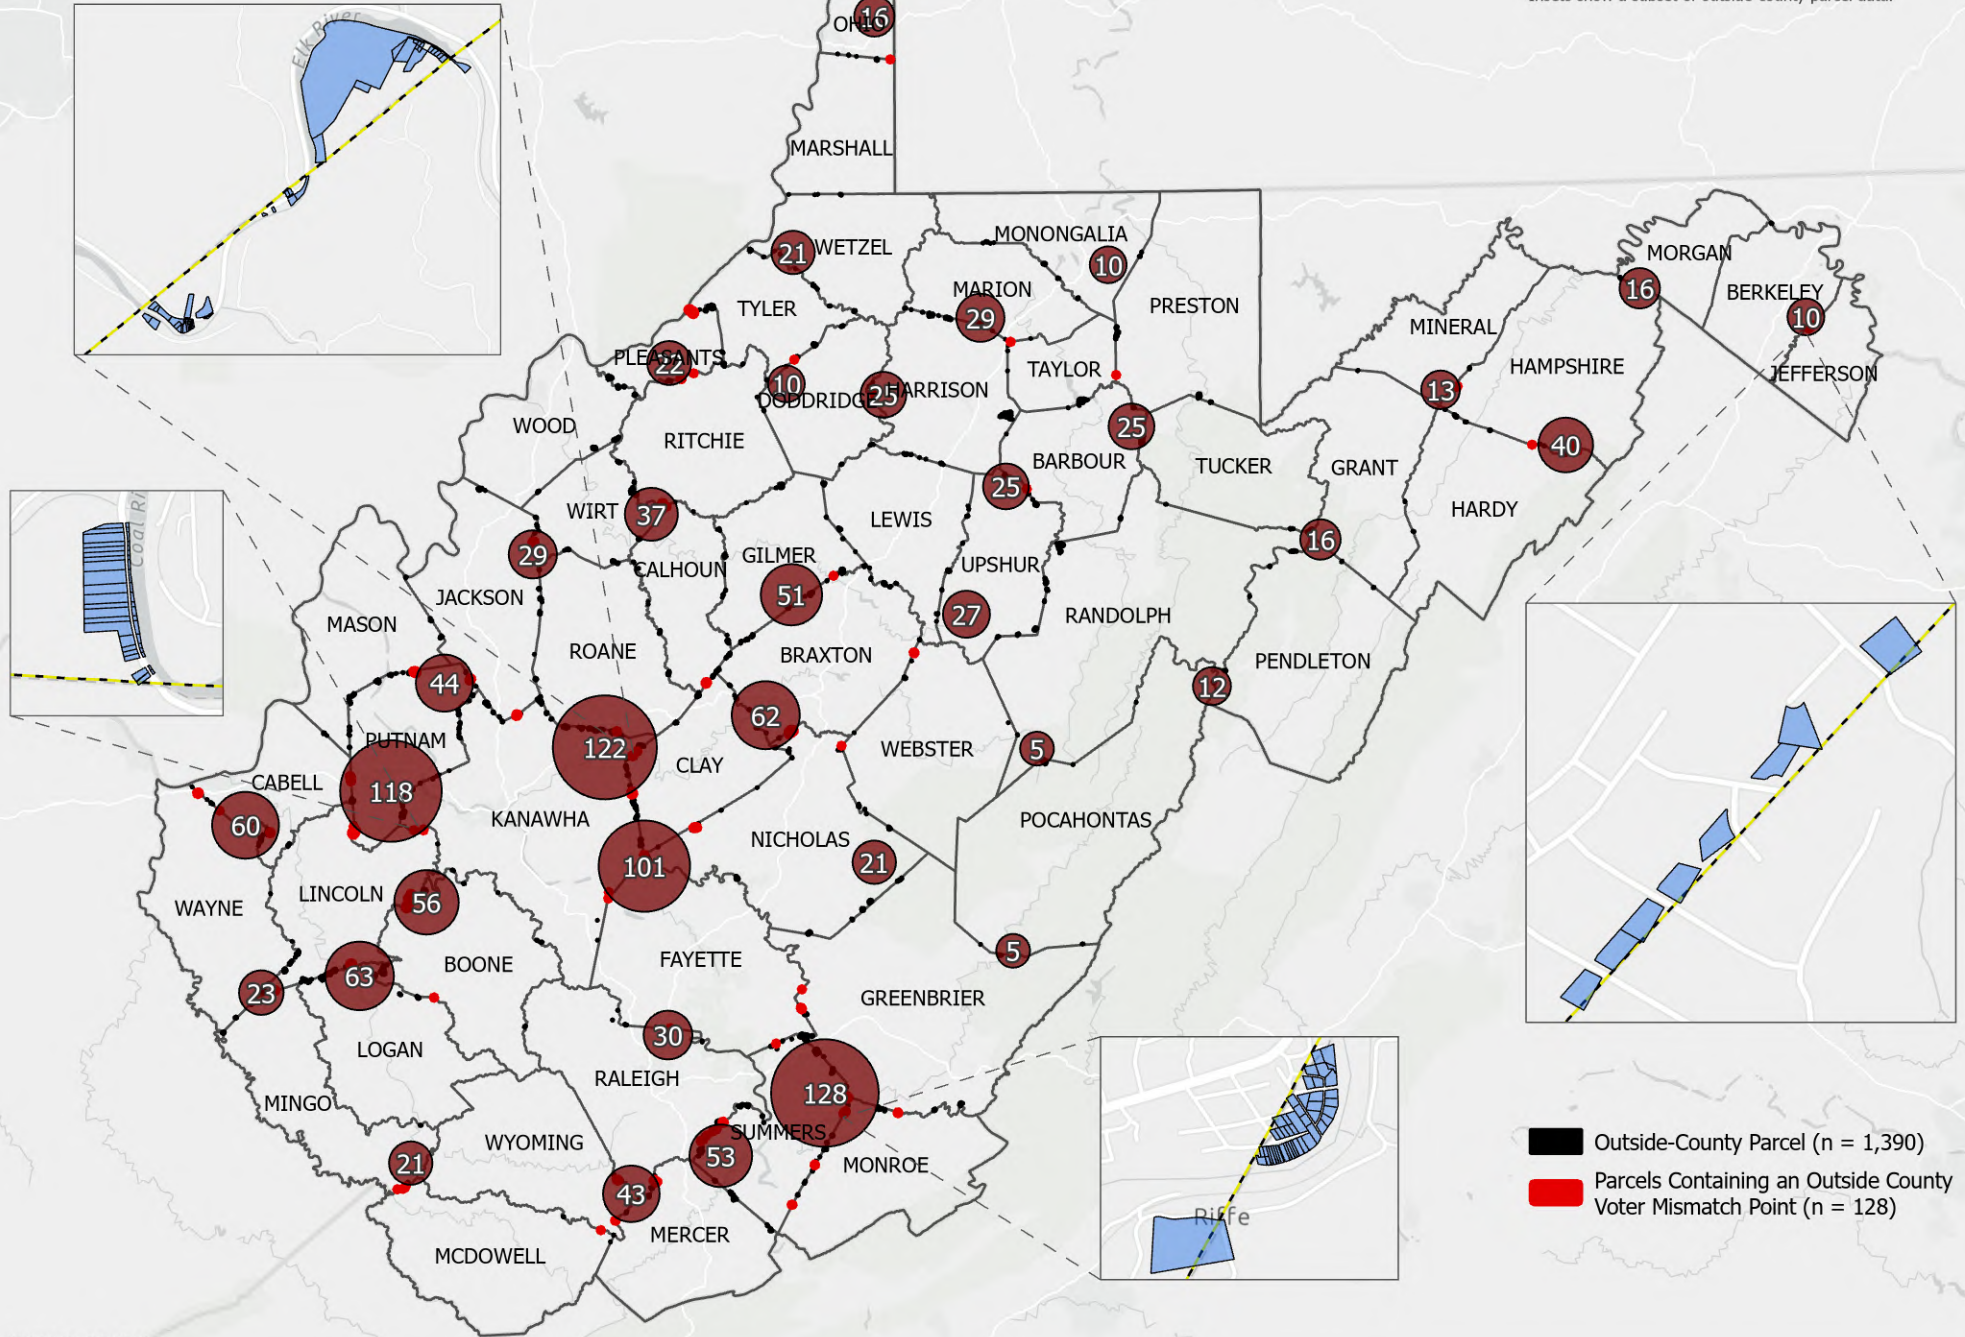 16
OHIO
Elk River
MARSHALL
MONONGALIA
21
WETZEL
10
MORGAN
MARION
16
BERKELEY
29
10
TYLER
PRESTON
MINERAL
PLEASANTS
22
HAMPSHIRE
TAYLOR
JEFFERSON
10
25
HARRISON
13
DODDRIDGE
WOOD
25
RITCHIE
40
BARBOUR
TUCKER
GRANT
25
WIRT
37
LEWIS
HARDY
Coal Ri
29
GILMER
16
CALHOUN
UPSHUR
JACKSON
51
27
MASON
RANDOLPH
ROANE
BRAXTON
PENDLETON
44
12
62
PUTNAM
122
WEBSTER
5
CLAY
CABELL
118
KANAWHA
POCAHONTAS
60
NICHOLAS
101
21
LINCOLN
56
WAYNE
5
FAYETTE
BOONE
63
23
GREENBRIER
30
LOGAN
RALEIGH
128
MINGO
SUMMERS
WYOMING
53
21
MONROE
43
MERCER
Riffe
MCDOWELL
Outside-County Parcel (n = 1,390)
Parcels Containing an Outside County
Voter Mismatch Point (n = 128)